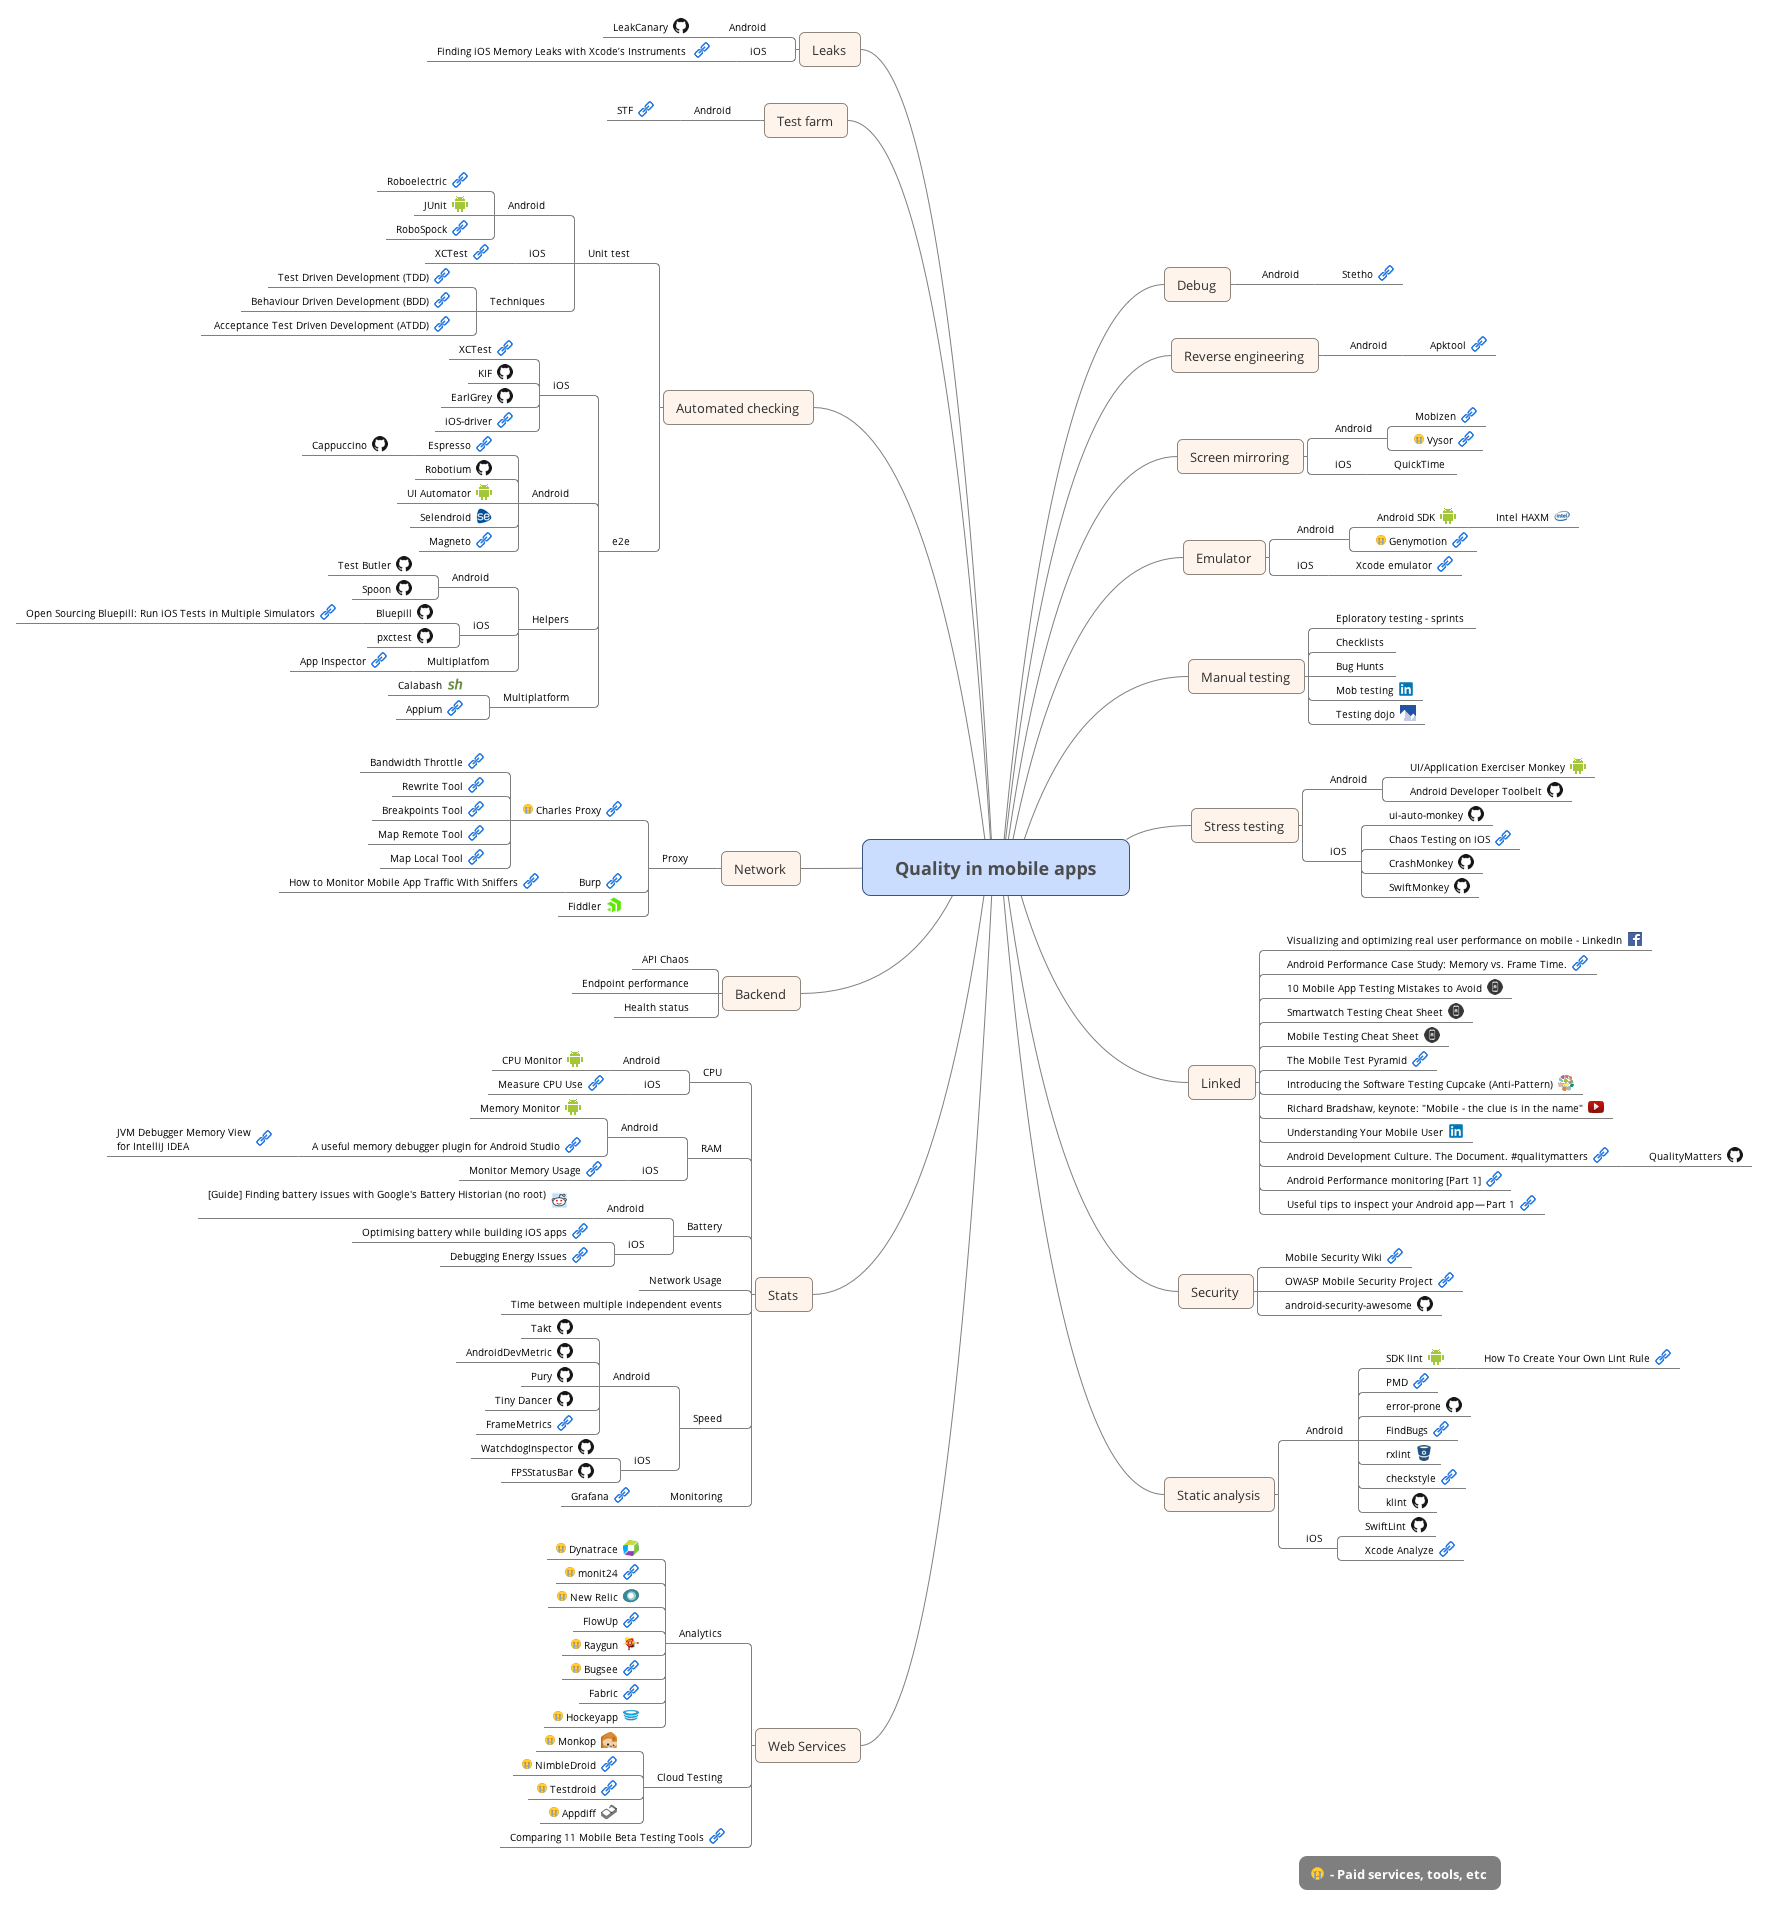 Quality in mobile apps
Leaks
Android
LeakCanary
iOS
Finding iOS Memory Leaks with Xcode's Instruments
Test farm
Android
STF
Automated checking
Unit test
Android
Roboelectric
JUnit
RoboSpock
iOS
XCTest
Techniques
Test Driven Development (TDD)
Behaviour Driven Development (BDD)
Acceptance Test Driven Development (ATDD)
e2e
iOS
XCTest
KIF
EarlGrey
iOS-driver
Android
Espresso
Cappuccino
Robotium
UI Automator
Selendroid
Magneto
Helpers
Android
Test Butler
Spoon
iOS
Bluepill
Open Sourcing Bluepill: Run iOS Tests in Multiple Simulators
pxctest
Multiplatfom
App Inspector
Multiplatform
Calabash
Appium
Network
Proxy
Charles Proxy
Bandwidth Throttle
Rewrite Tool
Breakpoints Tool
Map Remote Tool
Map Local Tool
Burp
How to Monitor Mobile App Traffic With Sniffers
Fiddler
Backend
API Chaos
Endpoint performance
Health status
Stats
CPU
Android
CPU Monitor
iOS
Measure CPU Use
RAM
Android
Memory Monitor
A useful memory debugger plugin for Android Studio
JVM Debugger Memory View
for IntelliJ IDEA
iOS
Monitor Memory Usage
Battery
Android
[Guide] Finding battery issues with Google's Battery Historian (no root)
iOS
Optimising battery while building iOS apps
Debugging Energy Issues
Network Usage
Time between multiple independent events
Speed
Android
Takt
AndroidDevMetric
Pury
Tiny Dancer
FrameMetrics
iOS
WatchdogInspector
FPSStatusBar
Monitoring
Grafana
Web Services
Analytics
Dynatrace
monit24
New Relic
FlowUp
Raygun
Bugsee
Fabric
Hockeyapp
Cloud Testing
Monkop
NimbleDroid
Testdroid
Appdiff
Comparing 11 Mobile Beta Testing Tools
Debug
Android
Stetho
Reverse engineering
Android
Apktool
Screen mirroring
Android
Mobizen
Vysor
iOS
QuickTime
Emulator
Android
Android SDK
Intel HAXM
Genymotion
iOS
Xcode emulator
Manual testing
Eploratory testing - sprints
Checklists
Bug Hunts
Mob testing
Testing dojo
Stress testing
Android
UI/Application Exerciser Monkey
Android Developer Toolbelt
iOS
ui-auto-monkey
Chaos Testing on iOS
CrashMonkey
SwiftMonkey
Linked
Visualizing and optimizing real user performance on mobile - LinkedIn
Android Performance Case Study: Memory vs. Frame Time.
10 Mobile App Testing Mistakes to Avoid
Smartwatch Testing Cheat Sheet
Mobile Testing Cheat Sheet
The Mobile Test Pyramid
Introducing the Software Testing Cupcake (Anti-Pattern)
Richard Bradshaw, keynote: "Mobile - the clue is in the name"
Understanding Your Mobile User
Android Development Culture. The Document. #qualitymatters
QualityMatters
Android Performance monitoring [Part 1]
Useful tips to inspect your Android app — Part 1
Security
Mobile Security Wiki
OWASP Mobile Security Project
android-security-awesome
Static analysis
Android
SDK lint
How To Create Your Own Lint Rule
PMD
error-prone
FindBugs
rxlint
checkstyle
klint
iOS
SwiftLint
Xcode Analyze
- Paid services, tools, etc